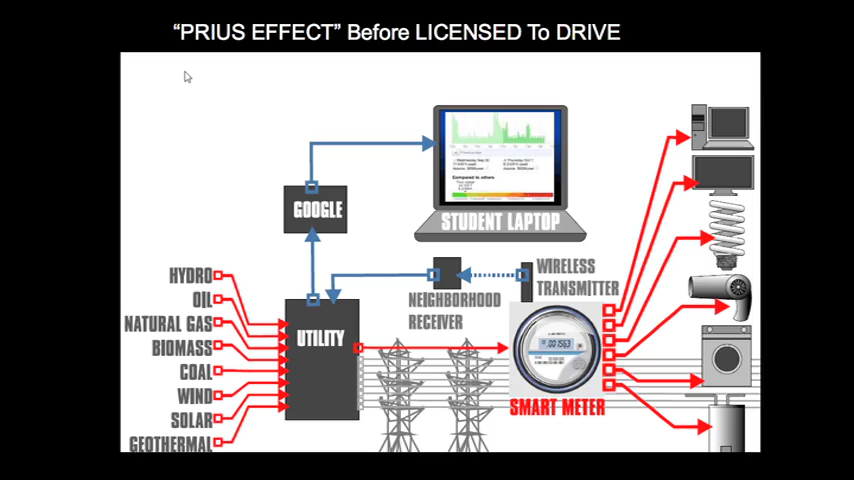 “PRIUS EFFECT” Before LICENSED To DRIVE
Compared to others
GOOGLE
STUDENT LAPTOP
WIRELESS
TRANSMITTER
NEIGHBORHOOD
RECEIVER
HYDRO
OIL
NATURAL GAS
BIOMASS
COAL
WIND
SOLAR
GEOTHERMAL
UTILITY
SMART METER